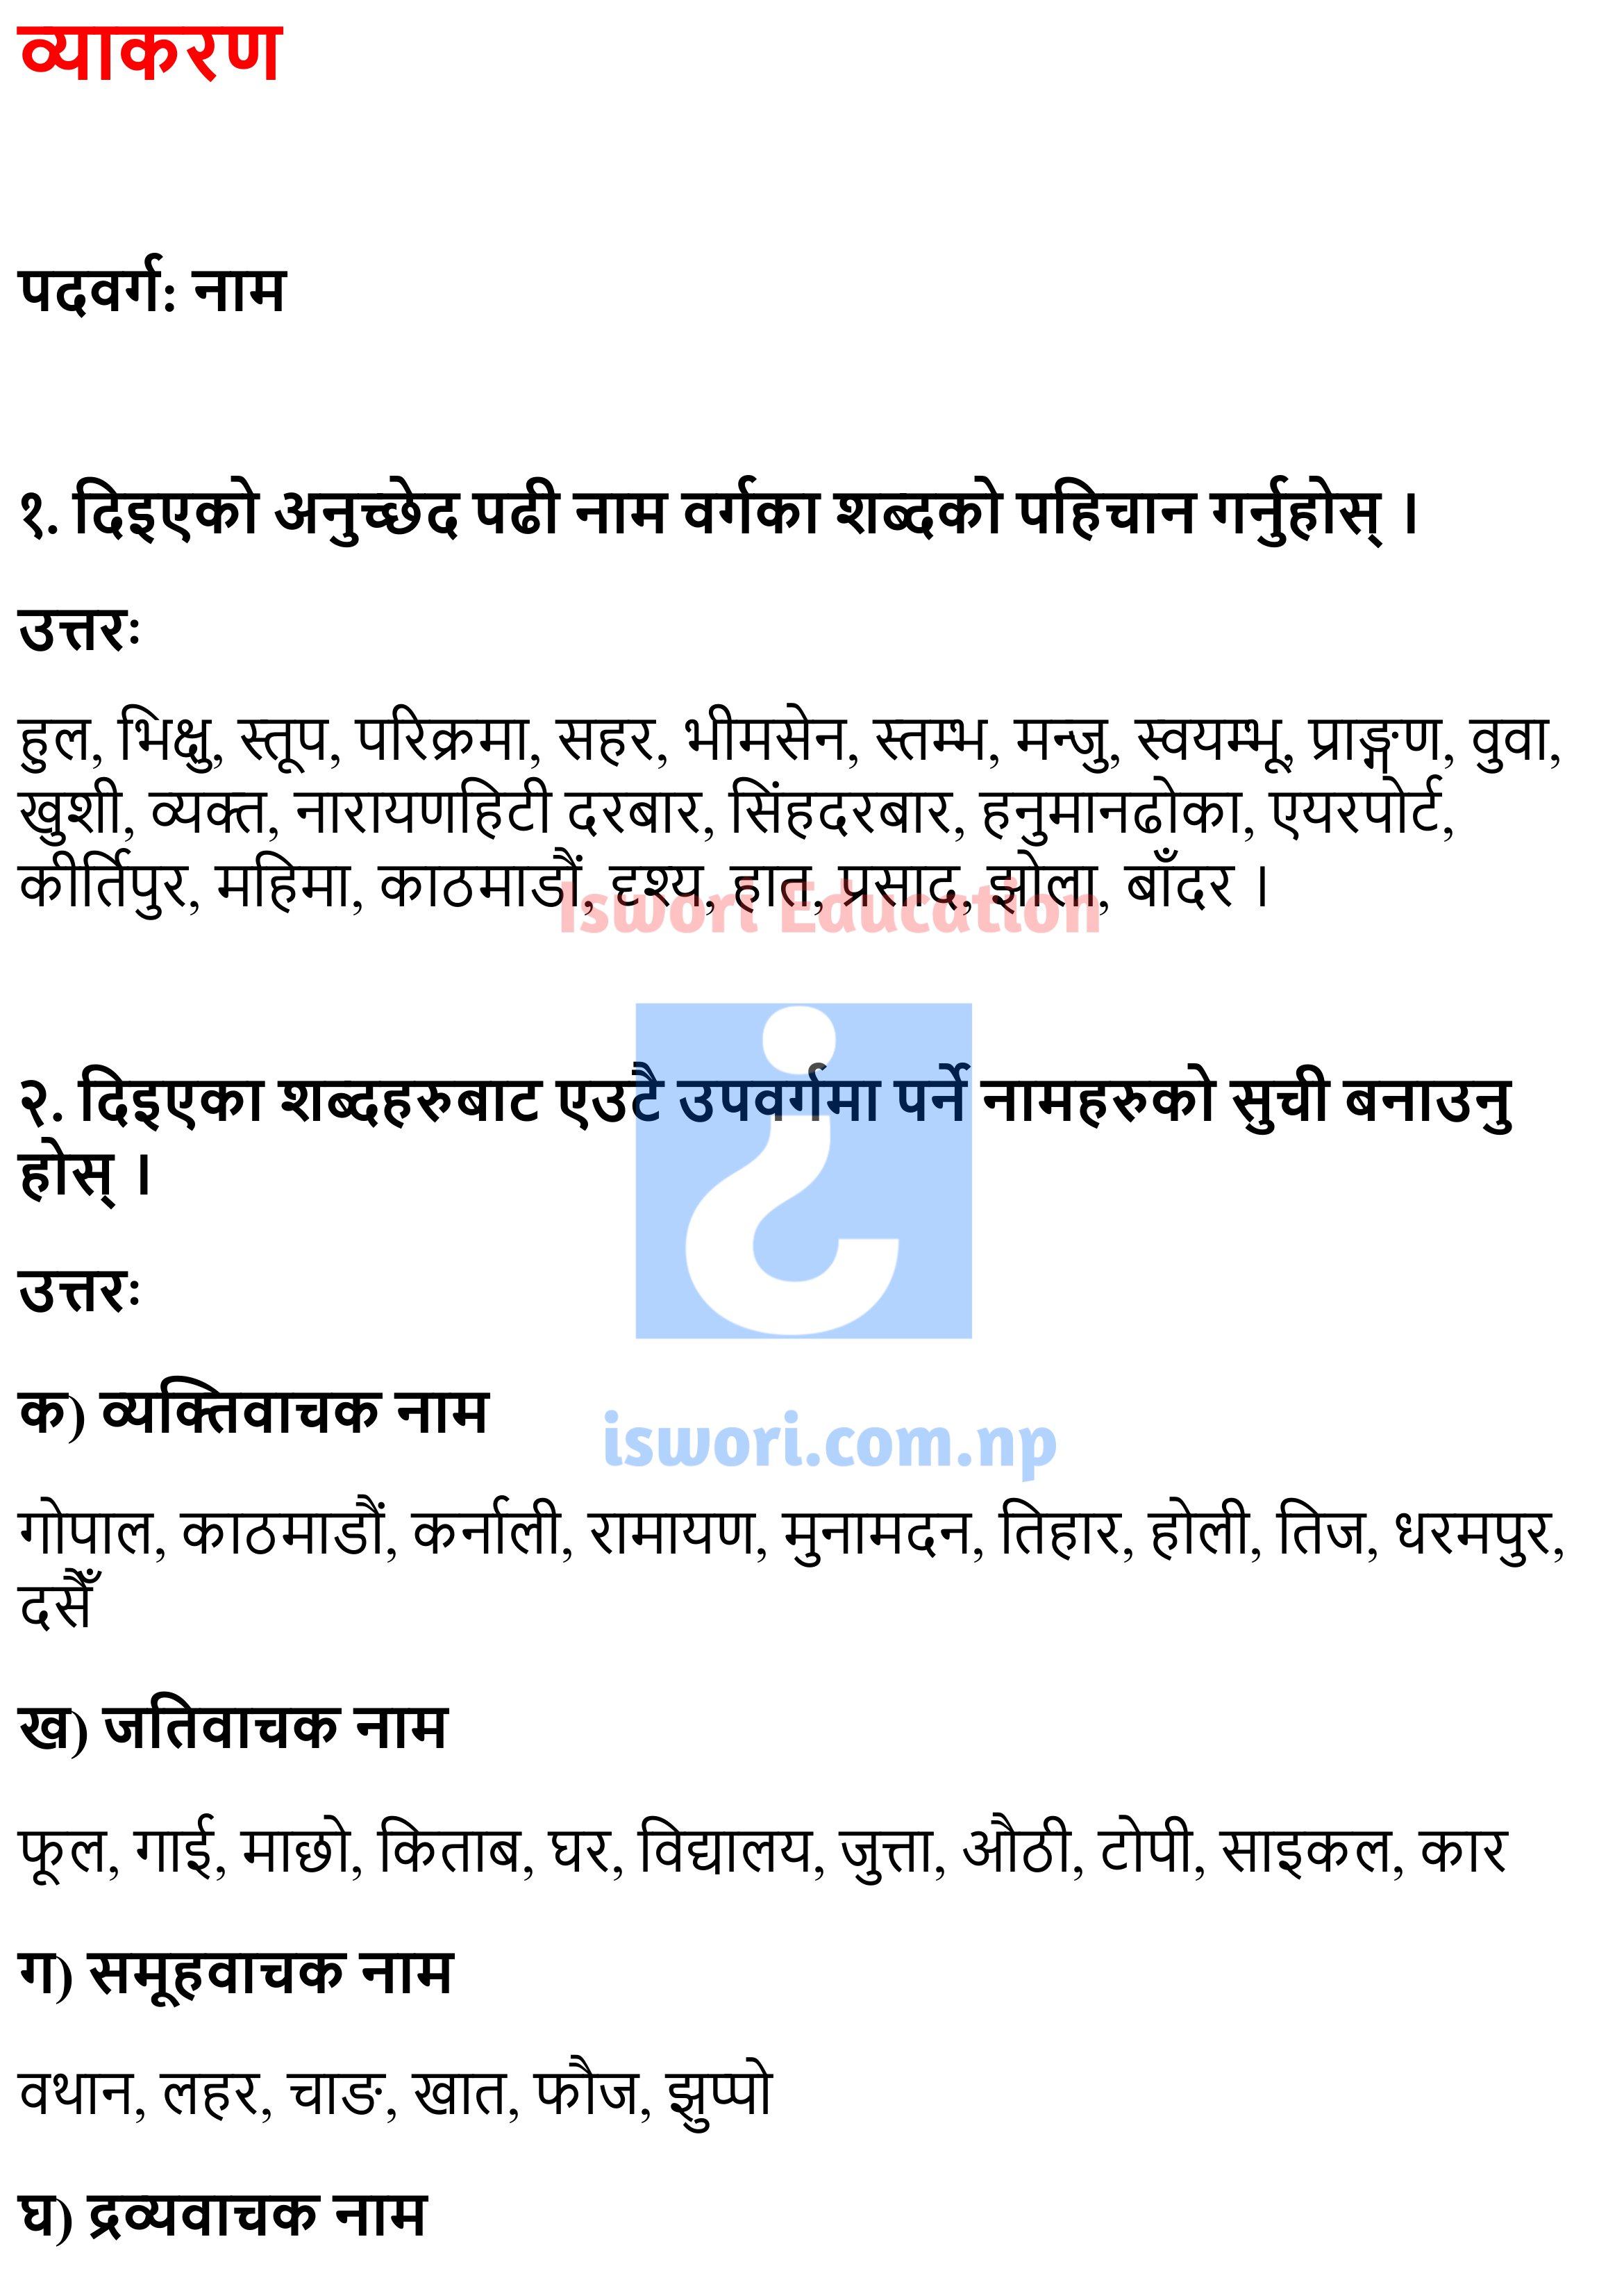 व्याकरण
पदवर्ग: नाम
१. दिइएको अनुच्छेद पढी नाम वर्गका शब्दको पहिचान गर्नुहोस् ।
उत्तरः
हुल, भिक्षु, स्तूप, परिक्रमा, सहर, भीमसेन, स्तम्भ, मन्जु, स्वयम्भू, प्राङ्गण, वुवा,
खुशी, व्यक्त, नारायणहिटी दरबार, सिंहदरबार, हनुमानढोका, एयरपोर्ट,
कीर्तिपुर, महिमा, काठमाडौं, दृश्य, हात, प्रसाद, झोला, बाँदर ।
Iswori Education
२. दिइएका शब्दहरुबाट एउटै उपवर्गमा पर्ने नामहरुको सुची बनाउनु
होस् ।
उत्तरः
क) व्यक्तिवाचक नाम
iswori.com.np
गोपाल, काठमाडौं, कर्नाली, रामायण, मुनामदन, तिहार, होली, तिज, धरमपुर,
दसैँ
ख) जतिवाचक नाम
फूल, गाई, माछो, किताब, घर, विद्यालय, जुत्ता, औठी, टोपी, साइकल, कार
ग) समूहवाचक नाम
वथान, लहर, चाङ, खात, फौज, झुप्पो
घ) द्रव्यवाचक नाम